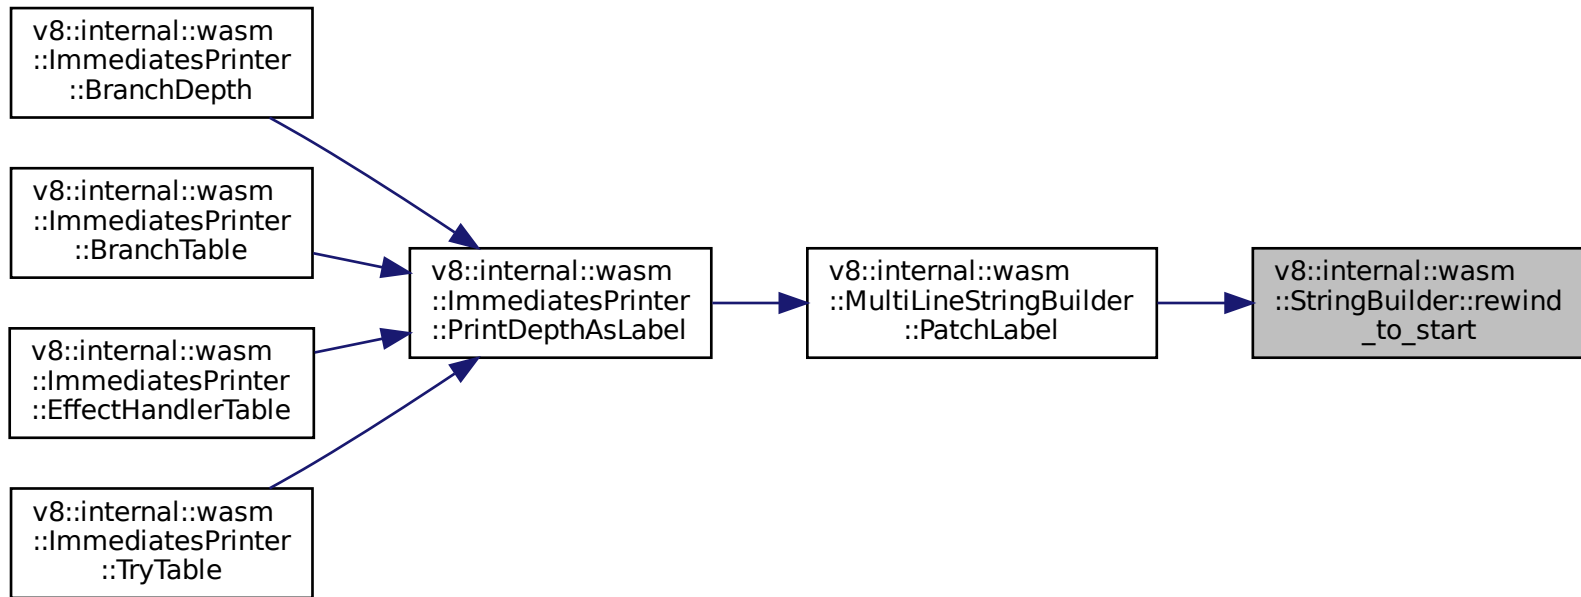 v8::internal::wasm
::ImmediatesPrinter
::BranchDepth
v8::internal::wasm
::ImmediatesPrinter
::BranchTable
v8::internal::wasm
::ImmediatesPrinter
::EffectHandlerTable
v8::internal::wasm
::ImmediatesPrinter
::TryTable
v8::internal::wasm
::ImmediatesPrinter
::PrintDepthAsLabel
v8::internal::wasm
::MultiLineStringBuilder
::PatchLabel
v8::internal::wasm
::StringBuilder::rewind
_to_start